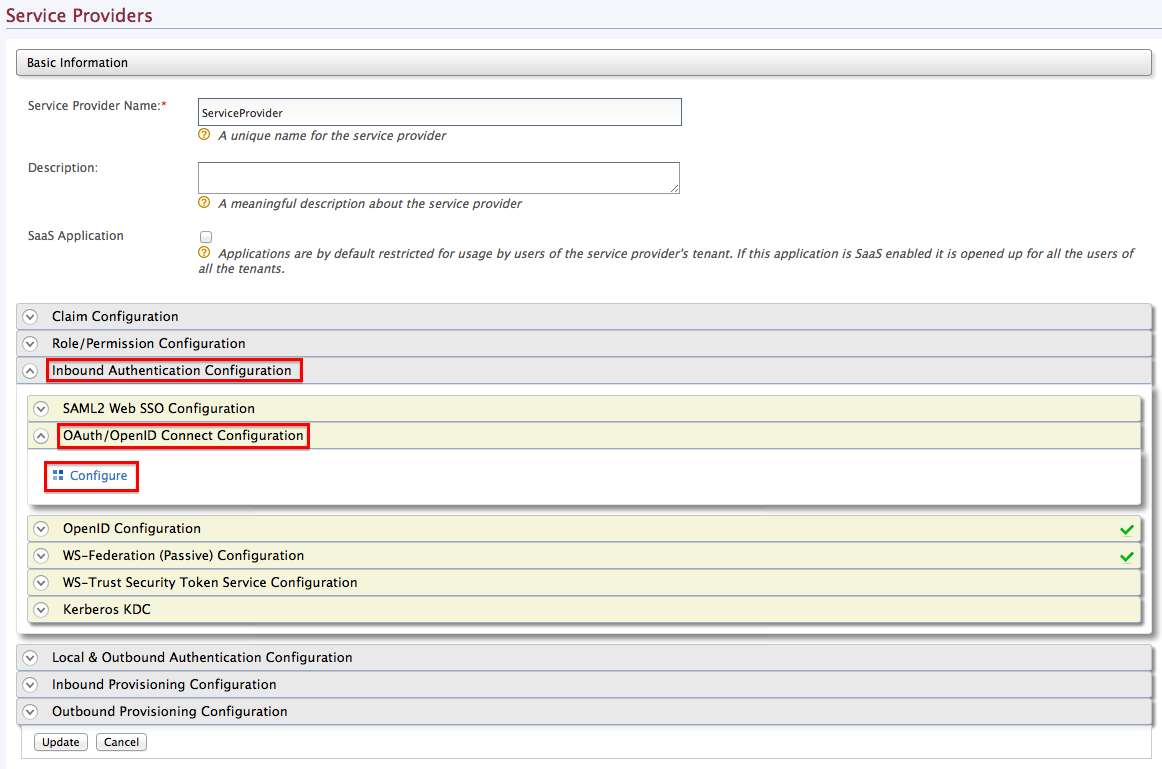 Service Providers
Basic Information
Service Provider Name:*
ServiceProvider
? A unique name for the service provider
Description:
? A meaningful description about the service provider
SaaS Application
? Applications are by default restricted for usage by users of the service provider's tenant. If this application is SaaS enabled it is opened up for all the users of
all the tenants.
Claim Configuration
Role/Permission Configuration
Inbound Authentication Configuration
SAML2 Web SSO Configuration
OAuth/OpenID Connect Configuration
Configure
OpenID Configuration
WS-Federation (Passive) Configuration
WS-Trust Security Token Service Configuration
Kerberos KDC
Local & Outbound Authentication Configuration
Inbound Provisioning Configuration
Outbound Provisioning Configuration
Update Cancel